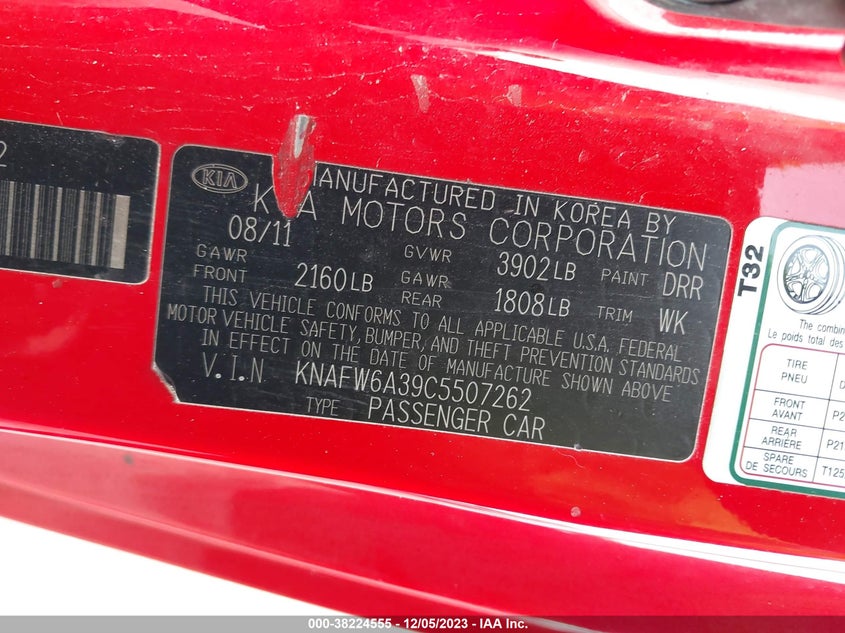 2
KIA
MANUFACTURED IN KOREA BY
KIA MOTORS CORPORATION
08/11 GVWR 3902LB PAINT DRR
GAWR FRONT 2160LB GAWR REAR 1808LB TRIM WK
THIS VEHICLE CONFORMS TO ALL APPLICABLE U.S.A. FEDERAL
MOTOR VEHICLE SAFETY, BUMPER, AND THEFT PREVENTION STANDARDS
IN EFFECT ON THE DATE OF MANUFACTURE SHOWN ABOVE
V.I.N KNAFW6A39C5507262
TYPE PASSENGER CAR
T32
The combin
Le poids total des
TIRE
PNEU
D
FRONT
AVANT
P2
REAR
ARRIÈRE
P21
SPARE
DE SECOURS
T125
000-38224555 - 12/05/2023 - IAAI Inc.